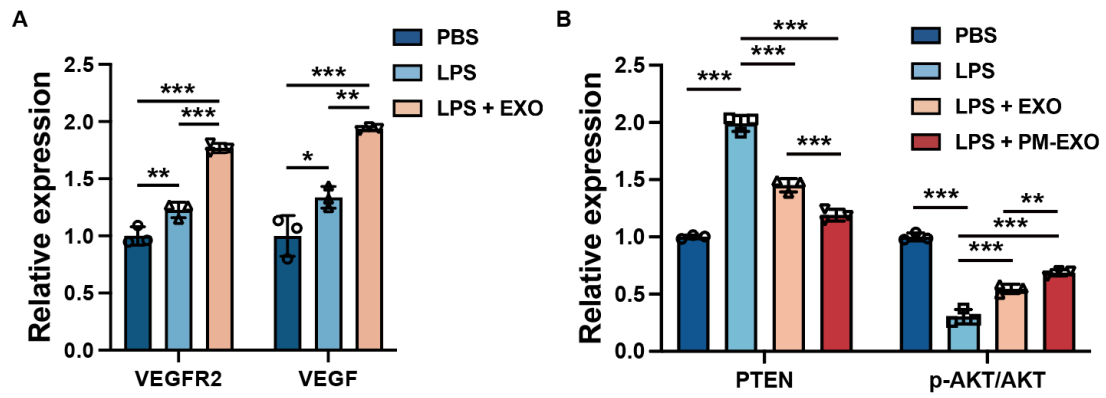 A
PBS
LPS
LPS + EXO
Relative expression
2.5
2.0
1.5
1.0
0.5
0.0
***
***
**
***
**
*
VEGFR2
VEGF
B
PBS
LPS
LPS + EXO
LPS + PM-EXO
Relative expression
2.5
2.0
1.5
1.0
0.5
0.0
***
***
***
***
***
**
***
***
PTEN
p-AKT/AKT